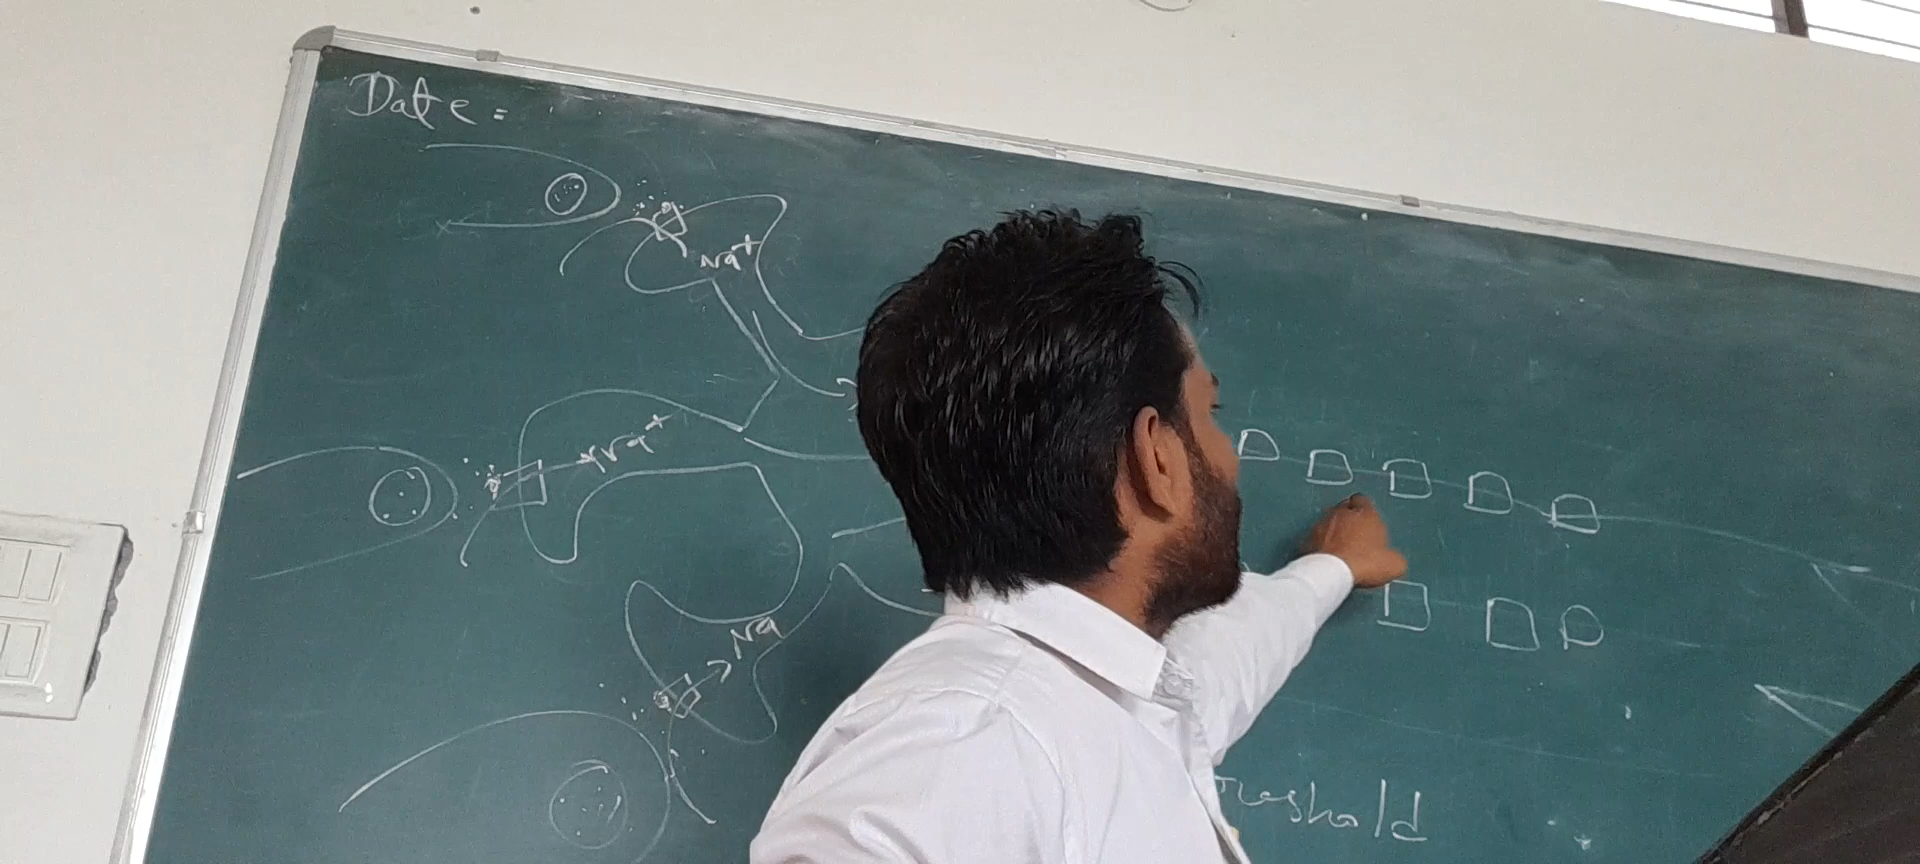 Date =
Na+
Na+
Na
reshold